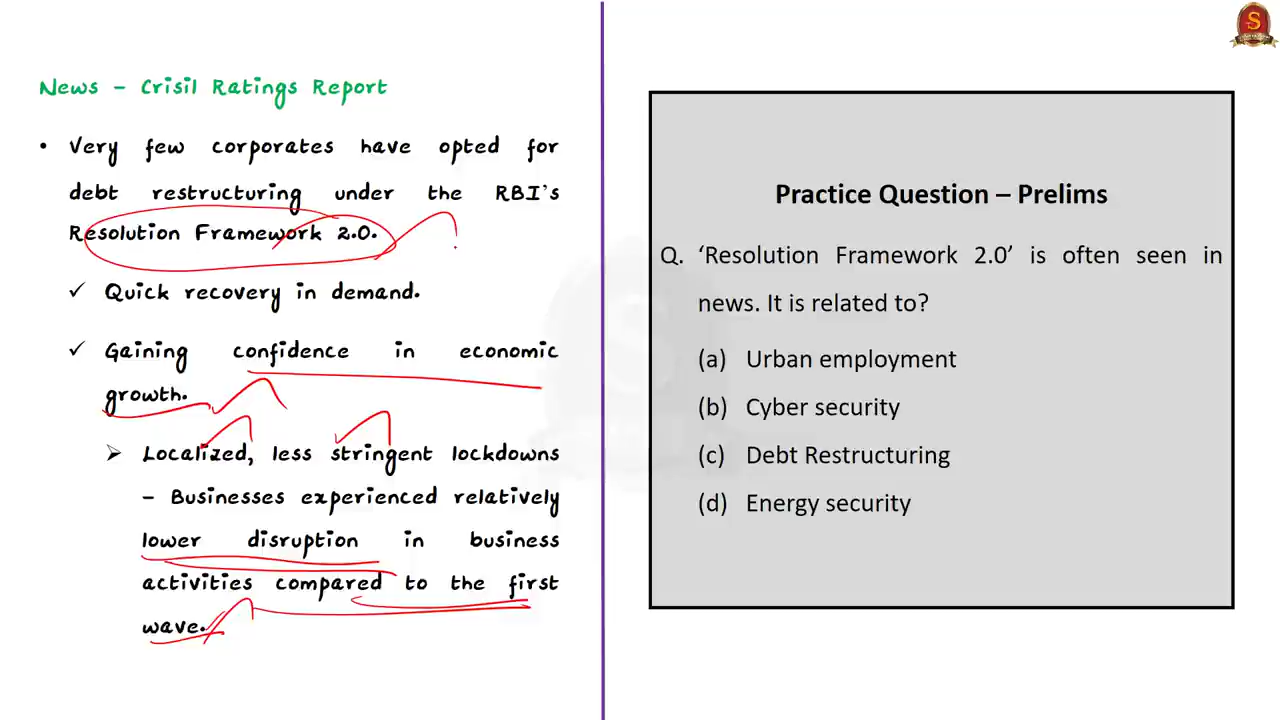 News - Crisil Ratings Report
• Very few corporates have opted for
debt restructuring under the RBI's
Resolution Framework 2.0.
✓ Quick recovery in demand.
✓ Gaining confidence in economic
growth.
➢ Localized, less stringent lockdowns
- Businesses experienced relatively
lower disruption in business
activities compared to the first
wave.
Practice Question – Prelims
Q. ‘Resolution Framework 2.0’ is often seen in
news. It is related to?
(a) Urban employment
(b) Cyber security
(c) Debt Restructuring
(d) Energy security
S